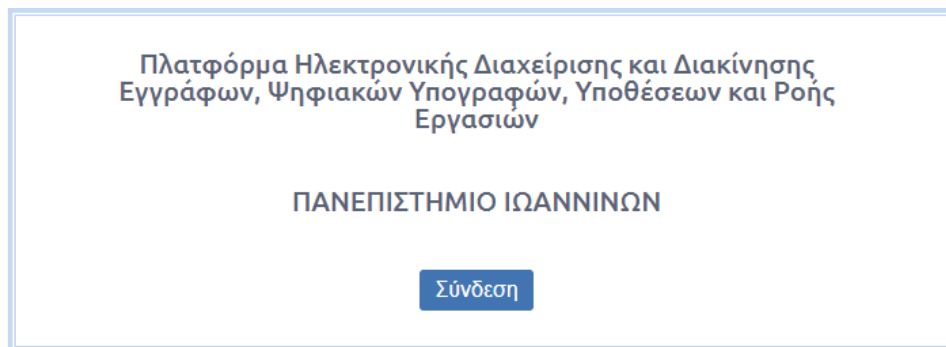 Πλατφόρμα Ηλεκτρονικής Διαχείρισης και Διακίνησης
Εγγράφων, Ψηφιακών Υπογραφών, Υποθέσεων και Ροής
Εργασιών
ΠΑΝΕΠΙΣΤΗΜΙΟ ΙΩΑΝΝΙΝΩΝ
Σύνδεση